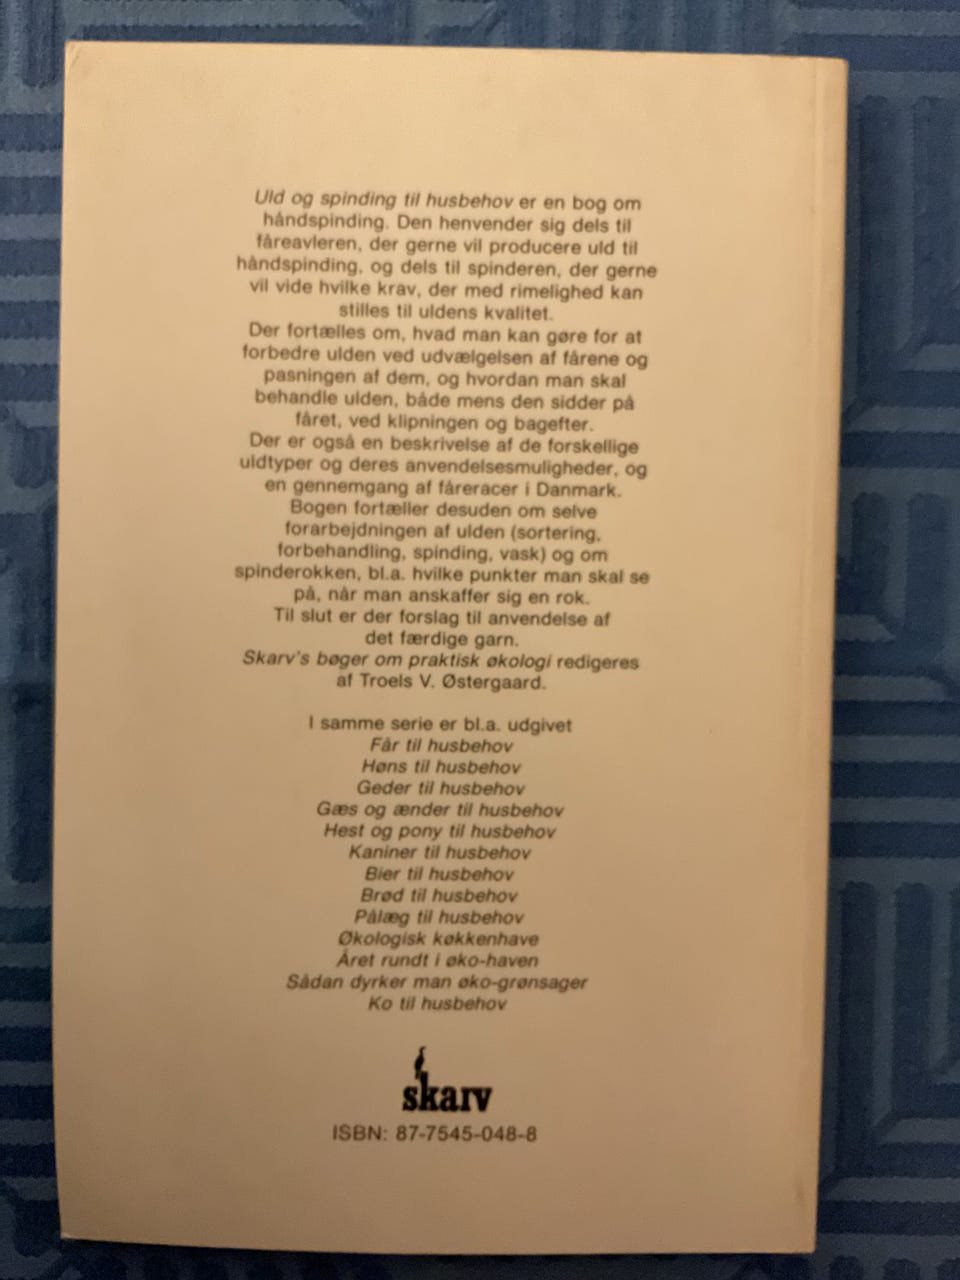 Uld og spinding til husbehov er en bog om
håndspinding. Den henvender sig dels til
fåreavleren, der gerne vil producere uld til
håndspinding, og dels til spinderen, der gerne
vil vide hvilke krav, der med rimelighed kan
stilles til uldens kvalitet.
Der fortælles om, hvad man kan gøre for at
forbedre ulden ved udvælgelsen af fårene og
pasningen af dem, og hvordan man skal
behandle ulden, både mens den sidder på
fåret, ved klipningen og bagefter.
Der er også en beskrivelse af de forskellige
uldtyper og deres anvendelsesmuligheder, og
en gennemgang af fåreracer i Danmark.
Bogen fortæller desuden om selve
forarbejdningen af ulden (sortering,
forbehandling, spinding, vask) og om
spinderokken, bl.a. hvilke punkter man skal se
på, når man anskaffer sig en rok.
Til slut er der forslag til anvendelse af
det færdige garn.
Skarv's bøger om praktisk økologi redigeres
af Troels V. Østergaard.
I samme serie er bl.a. udgivet
Får til husbehov
Høns til husbehov
Geder til husbehov
Gæs og ænder til husbehov
Hest og pony til husbehov
Kaniner til husbehov
Bier til husbehov
Brød til husbehov
Pålæg til husbehov
Økologisk køkkenhave
Året rundt i øko-haven
Sådan dyrker man øko-grønsager
Ko til husbehov
skarv
ISBN: 87-7545-048-8